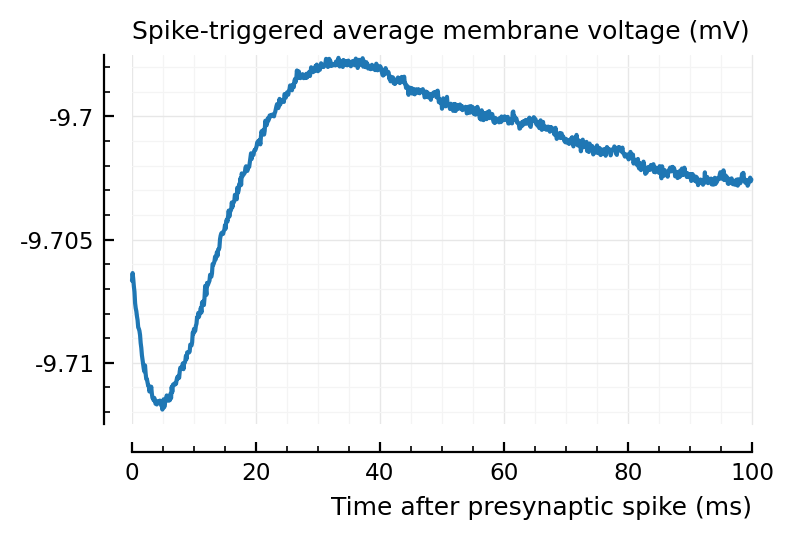 Spike-triggered average membrane voltage (mV)
-9.7
-9.705
-9.71
0 20 40 60 80 100
Time after presynaptic spike (ms)